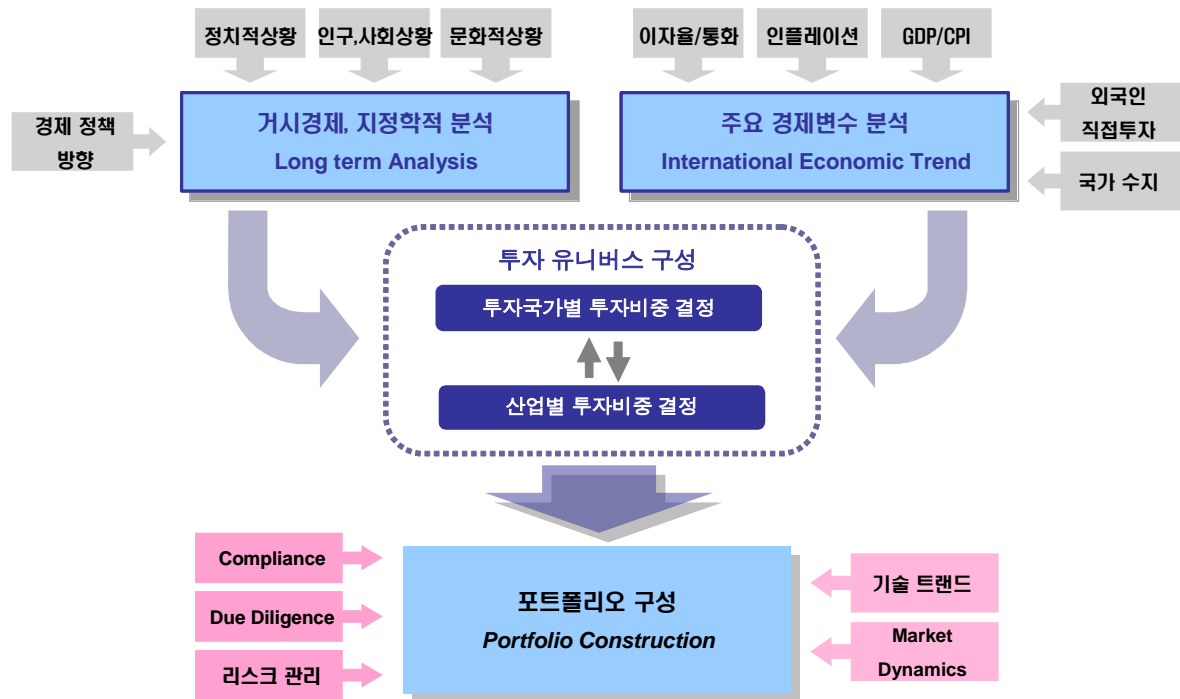 정치적상황
인구,사회상황
문화적상황
이자율/통화
인플레이션
GDP/CPI
경제 정책
방향
거시경제, 지정학적 분석
Long term Analysis
주요 경제변수 분석
International Economic Trend
외국인
직접투자
국가 수지
투자 유니버스 구성
투자국가별 투자비중 결정
산업별 투자비중 결정
Compliance
Due Diligence
리스크 관리
포트폴리오 구성
Portfolio Construction
기술 트랜드
Market
Dynamics